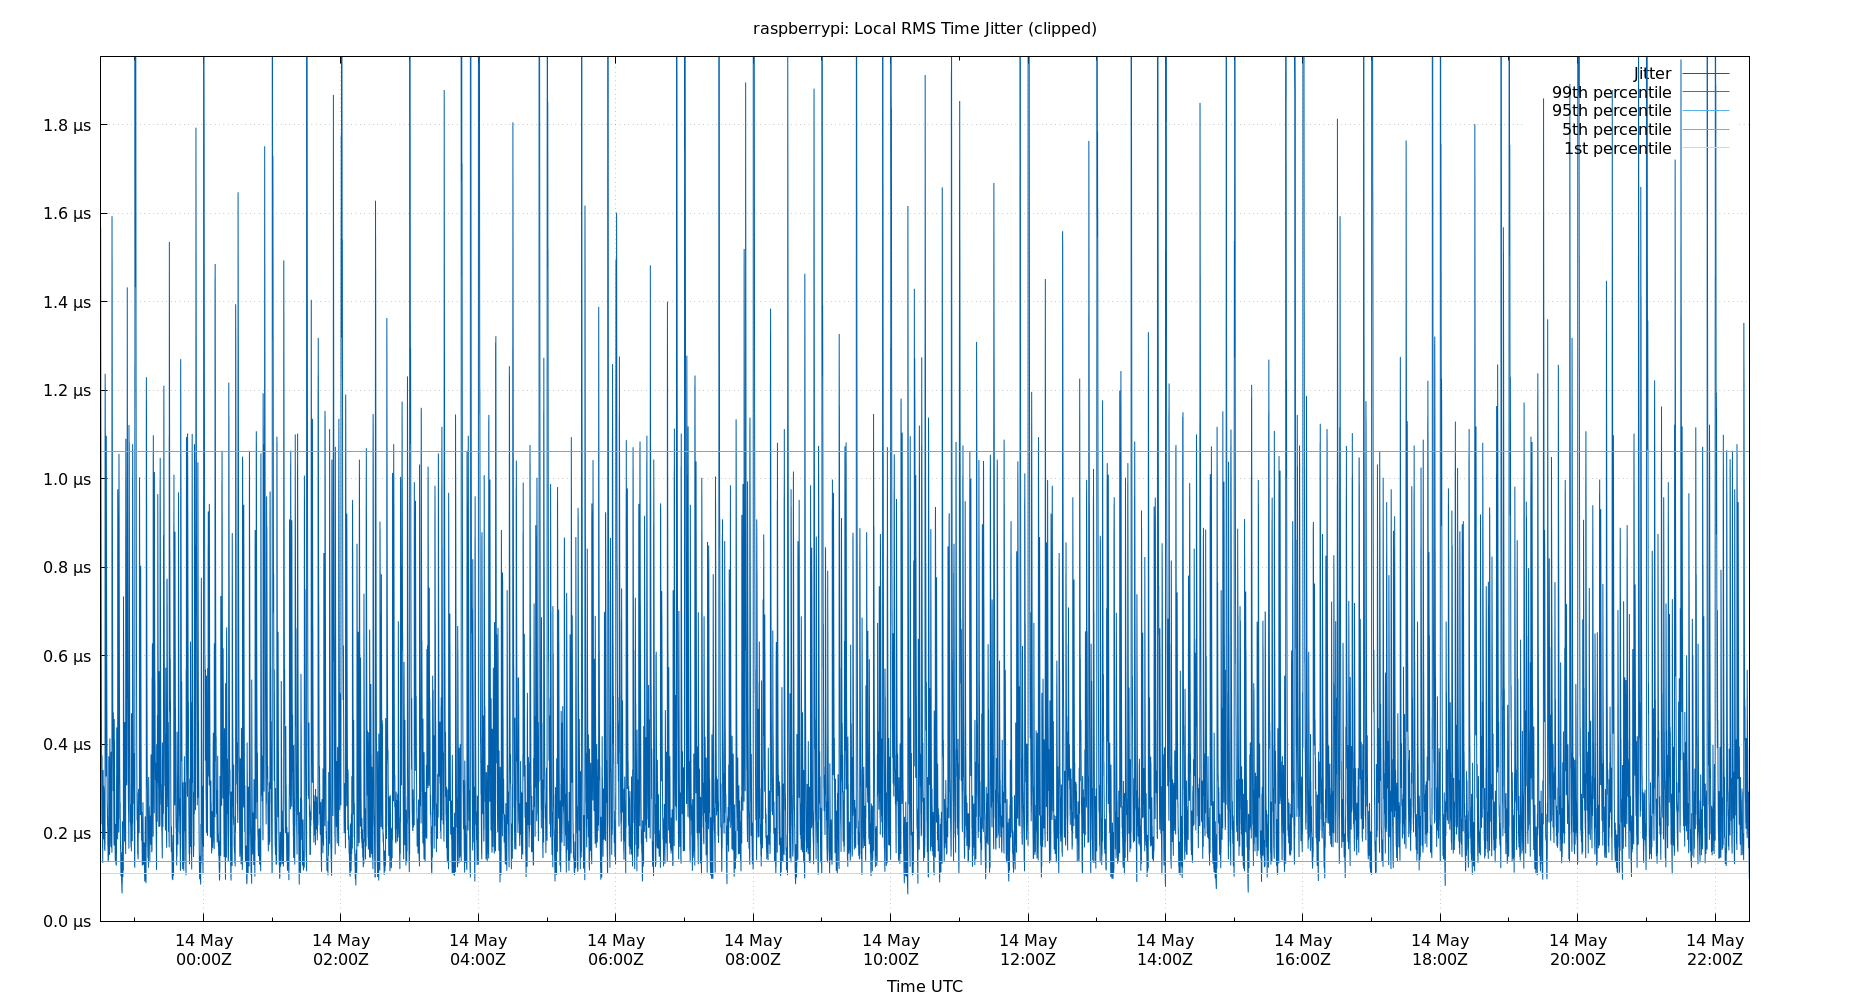 raspberrypi: Local RMS Time Jitter (clipped)
Jitter
99th percentile
95th percentile
5th percentile
1st percentile
1.8 µs
1.6 µs
1.4 µs
1.2 µs
1.0 µs
0.8 µs
0.6 µs
0.4 µs
0.2 µs
0.0 µs
14 May 14 May 14 May 14 May 14 May 14 May 14 May 14 May 14 May 14 May 14 May 14 May
00:00Z 02:00Z 04:00Z 06:00Z 08:00Z 10:00Z 12:00Z 14:00Z 16:00Z 18:00Z 20:00Z 22:00Z
Time UTC